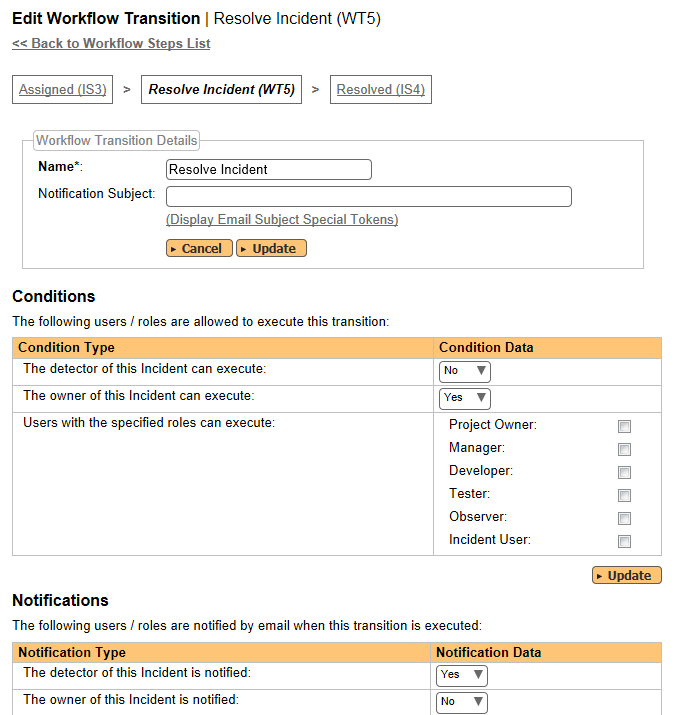 Edit Workflow Transition | Resolve Incident (WT5)
<< Back to Workflow Steps List
Assigned (IS3) > Resolve Incident (WT5) > Resolved (IS4)
Workflow Transition Details
Name*: Resolve Incident
Notification Subject:
(Display Email Subject Special Tokens)
▸ Cancel ▸ Update
Conditions
The following users / roles are allowed to execute this transition:
Condition Type Condition Data
The detector of this Incident can execute: No ▼
The owner of this Incident can execute: Yes ▼
Users with the specified roles can execute: Project Owner:
Manager:
Developer:
Tester:
Observer:
Incident User:
▸ Update
Notifications
The following users / roles are notified by email when this transition is executed:
Notification Type Notification Data
The detector of this Incident is notified: Yes ▼
The owner of this Incident is notified: No ▼